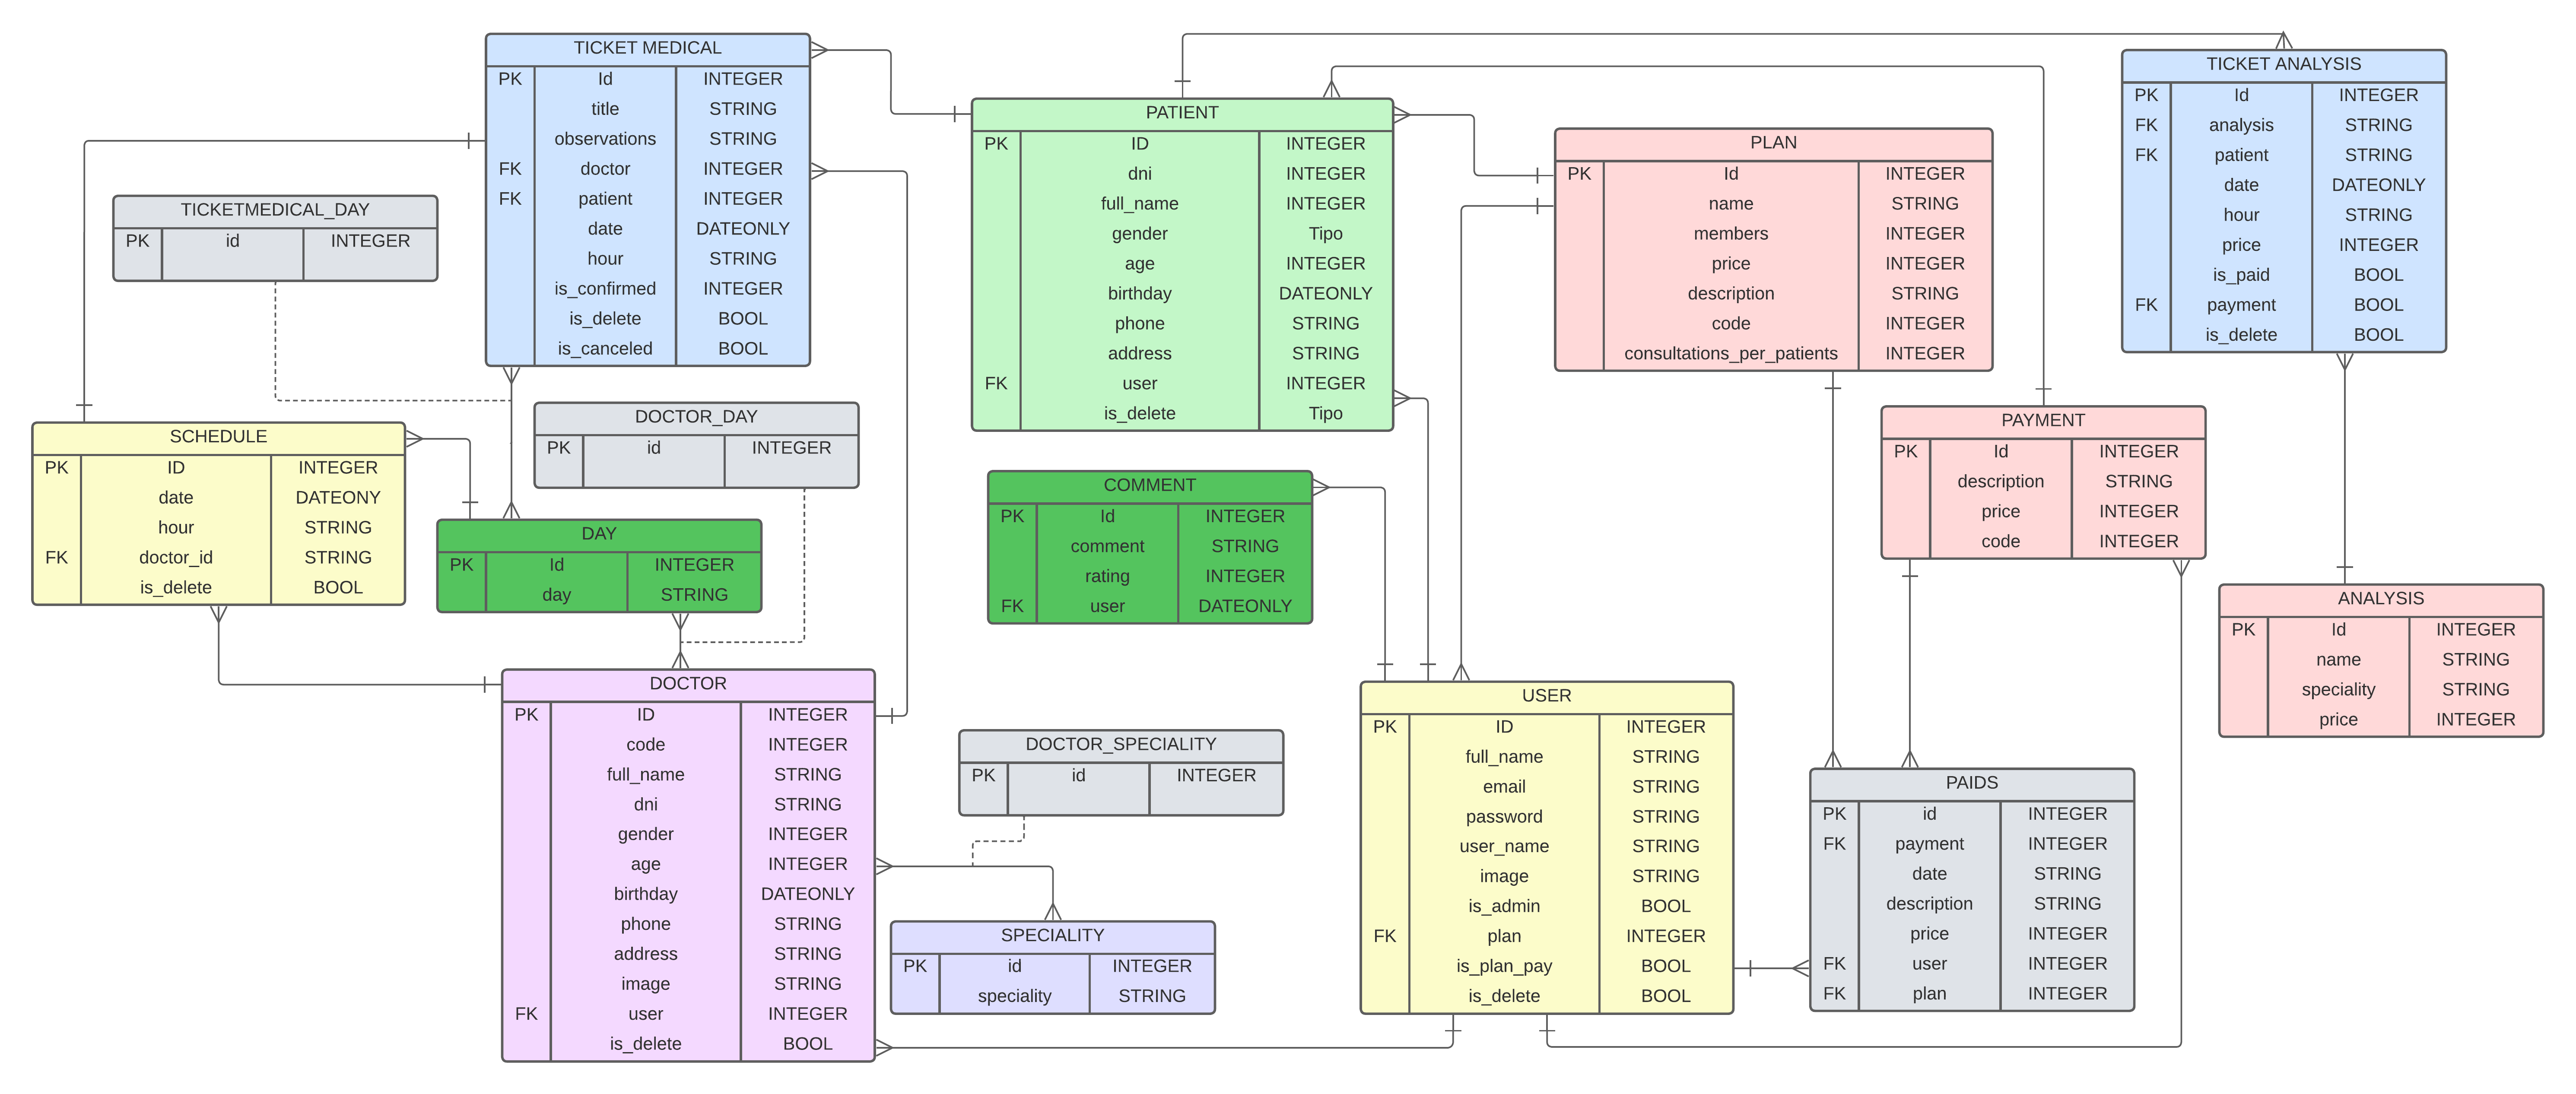 TICKET MEDICAL
PK Id INTEGER
title STRING
observations STRING
FK doctor INTEGER
FK patient INTEGER
date DATEONLY
hour STRING
is_confirmed INTEGER
is_delete BOOL
is_canceled BOOL
TICKETMEDICAL_DAY
PK id INTEGER
PATIENT
PK ID INTEGER
dni INTEGER
full_name INTEGER
gender Tipo
age INTEGER
birthday DATEONLY
phone STRING
address STRING
FK user INTEGER
is_delete Tipo
PLAN
PK Id INTEGER
name STRING
members INTEGER
price INTEGER
description STRING
code INTEGER
consultations_per_patients INTEGER
TICKET ANALYSIS
PK Id INTEGER
FK analysis STRING
FK patient STRING
date DATEONLY
hour STRING
price INTEGER
is_paid BOOL
FK payment BOOL
is_delete BOOL
SCHEDULE
PK ID INTEGER
date DATEONY
hour STRING
FK doctor_id STRING
is_delete BOOL
DOCTOR_DAY
PK id INTEGER
DAY
PK Id INTEGER
day STRING
COMMENT
PK Id INTEGER
comment STRING
rating INTEGER
FK user DATEONLY
PAYMENT
PK Id INTEGER
description STRING
price INTEGER
code INTEGER
ANALYSIS
PK Id INTEGER
name STRING
speciality STRING
price INTEGER
DOCTOR
PK ID INTEGER
code INTEGER
full_name STRING
dni STRING
gender INTEGER
age INTEGER
birthday DATEONLY
phone STRING
address STRING
image STRING
FK user INTEGER
is_delete BOOL
DOCTOR_SPECIALITY
PK id INTEGER
SPECIALITY
PK id INTEGER
speciality STRING
USER
PK ID INTEGER
full_name STRING
email STRING
password STRING
user_name STRING
image STRING
is_admin BOOL
FK plan INTEGER
is_plan_pay BOOL
is_delete BOOL
PAIDS
PK id INTEGER
FK payment INTEGER
date STRING
description STRING
price INTEGER
FK user INTEGER
FK plan INTEGER